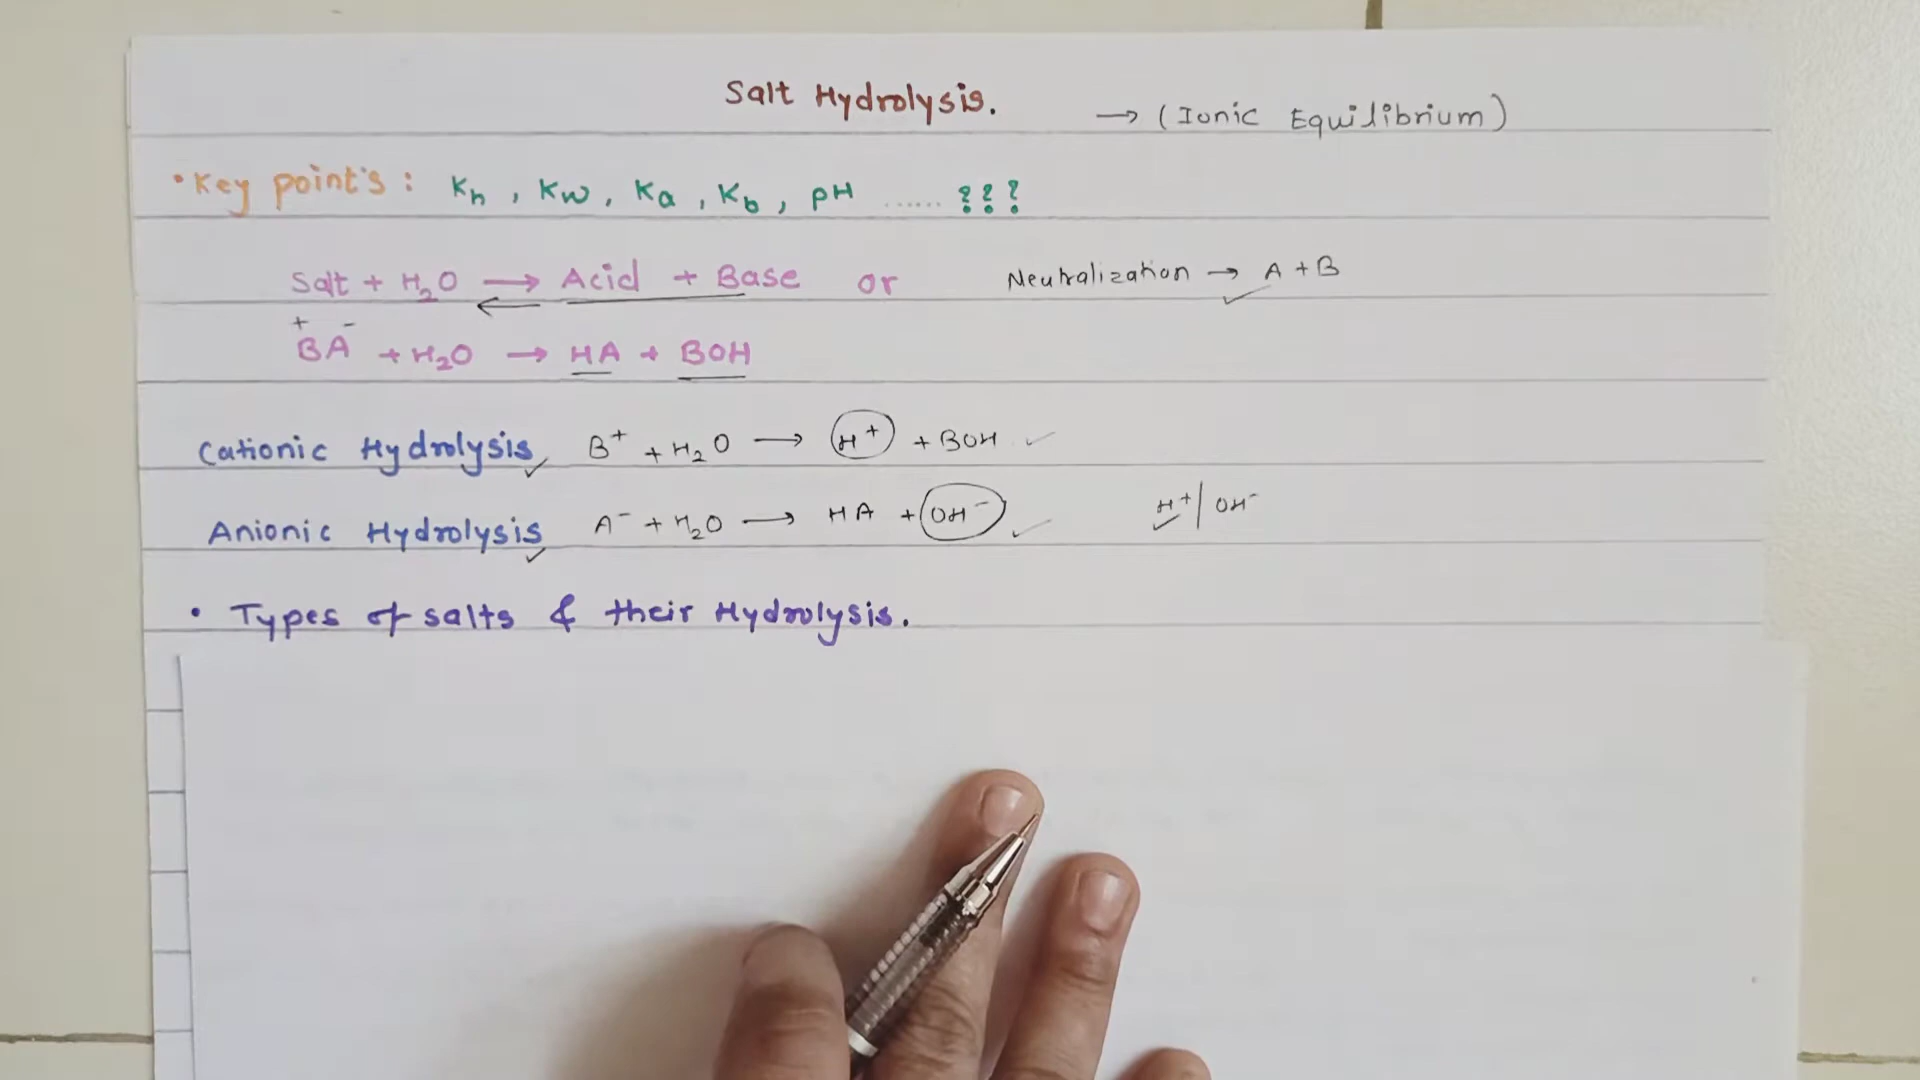 Salt Hydrolysis. → (Ionic Equilibrium)
• Key point's : Kh , Kw , Ka , Kb , pH ...... ???
Salt + H₂O ⟶ Acid + Base or Neutralization → A + B
⁺BA⁻ + H₂O → HA + BOH
Cationic Hydrolysis B⁺ + H₂O ⟶ H⁺ + BOH
Anionic Hydrolysis A⁻ + H₂O ⟶ HA + OH⁻ H⁺/OH⁻
• Types of salts & their Hydrolysis.